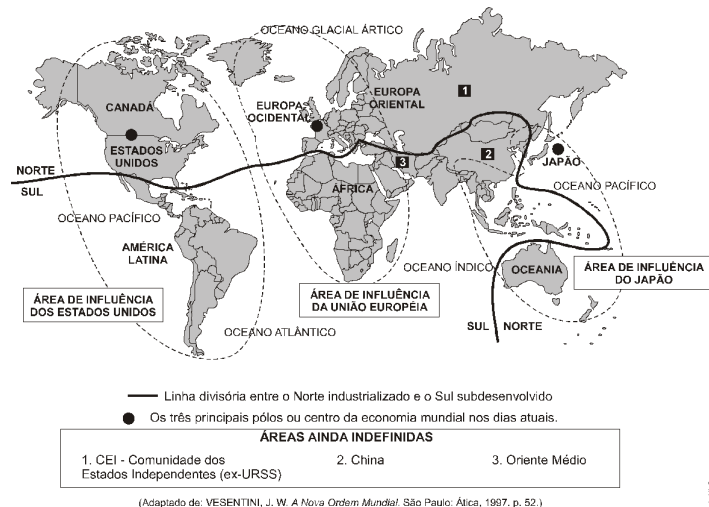 OCEANO GLACIAL ÁRTICO
CANADÁ
EUROPA
OCIDENTAL
EUROPA
ORIENTAL
1
ESTADOS
UNIDOS
3
2
JAPÃO
NORTE
SUL
ÁFRICA
OCEANO PACÍFICO
OCEANO PACÍFICO
AMÉRICA
LATINA
OCEANO ÍNDICO
OCEANIA
ÁREA DE INFLUÊNCIA
DO JAPÃO
ÁREA DE INFLUÊNCIA
DOS ESTADOS UNIDOS
ÁREA DE INFLUÊNCIA
DA UNIÃO EUROPÉIA
OCEANO ATLÂNTICO
SUL
NORTE
Linha divisória entre o Norte industrializado e o Sul subdesenvolvido
Os três principais pólos ou centro da economia mundial nos dias atuais.
ÁREAS AINDA INDEFINIDAS
1. CEI - Comunidade dos
Estados Independentes (ex-URSS)
2. China
3. Oriente Médio
(Adaptado de: VESENTINI, J. W. A Nova Ordem Mundial. São Paulo: Ática, 1997. p. 52.)